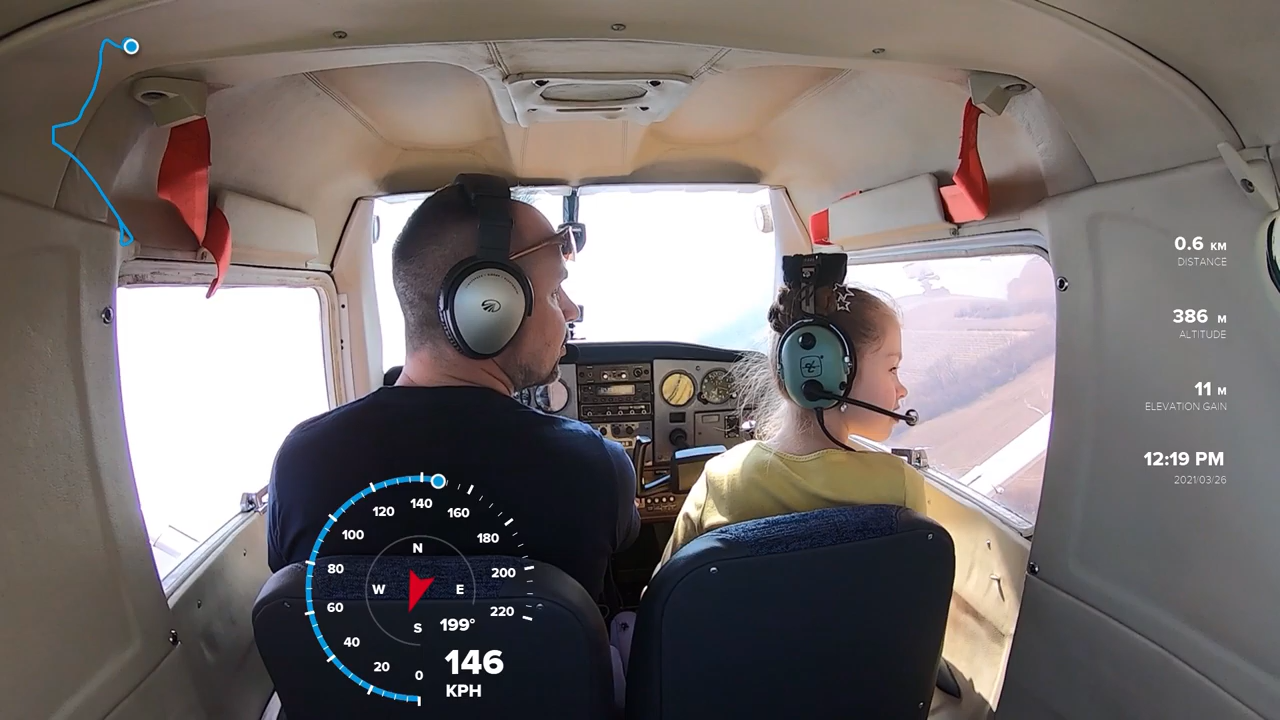 0.6 KM
DISTANCE
386 M
ALTITUDE
11 M
ELEVATION GAIN
12:19 PM
2021/03/26
0
20
40
60
80
100
120
140
160
180
200
220
N
W
E
S
199°
146
KPH